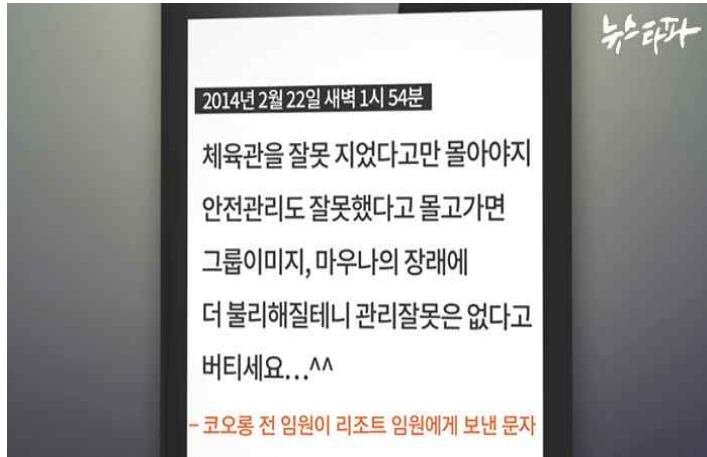 뉴스타파
2014년 2월 22일 새벽 1시 54분
체육관을 잘못 지었다고만 몰아야지
안전관리도 잘못했다고 몰고가면
그룹이미지, 마우나의 장래에
더 불리해질테니 관리잘못은 없다고
버티세요...^^
- 코오롱 전 임원이 리조트 임원에게 보낸 문자